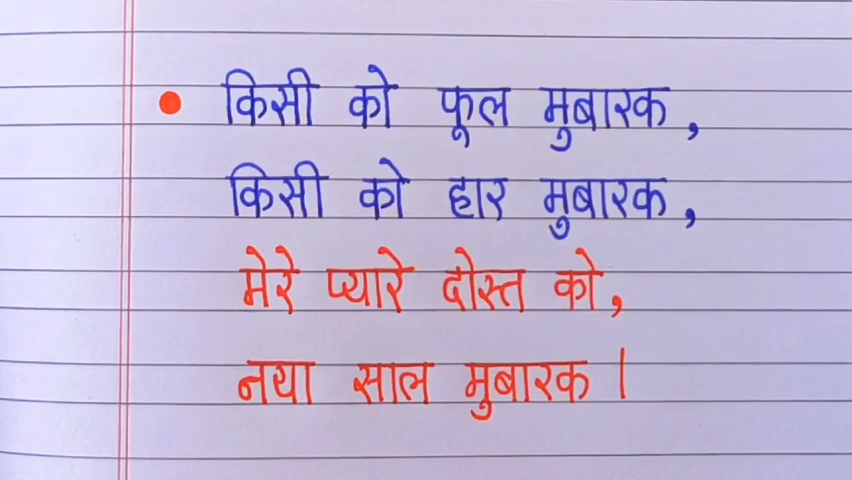 • किसी को फूल मुबारक,
किसी को हार मुबारक,
मेरे प्यारे दोस्त को,
नया साल मुबारक।